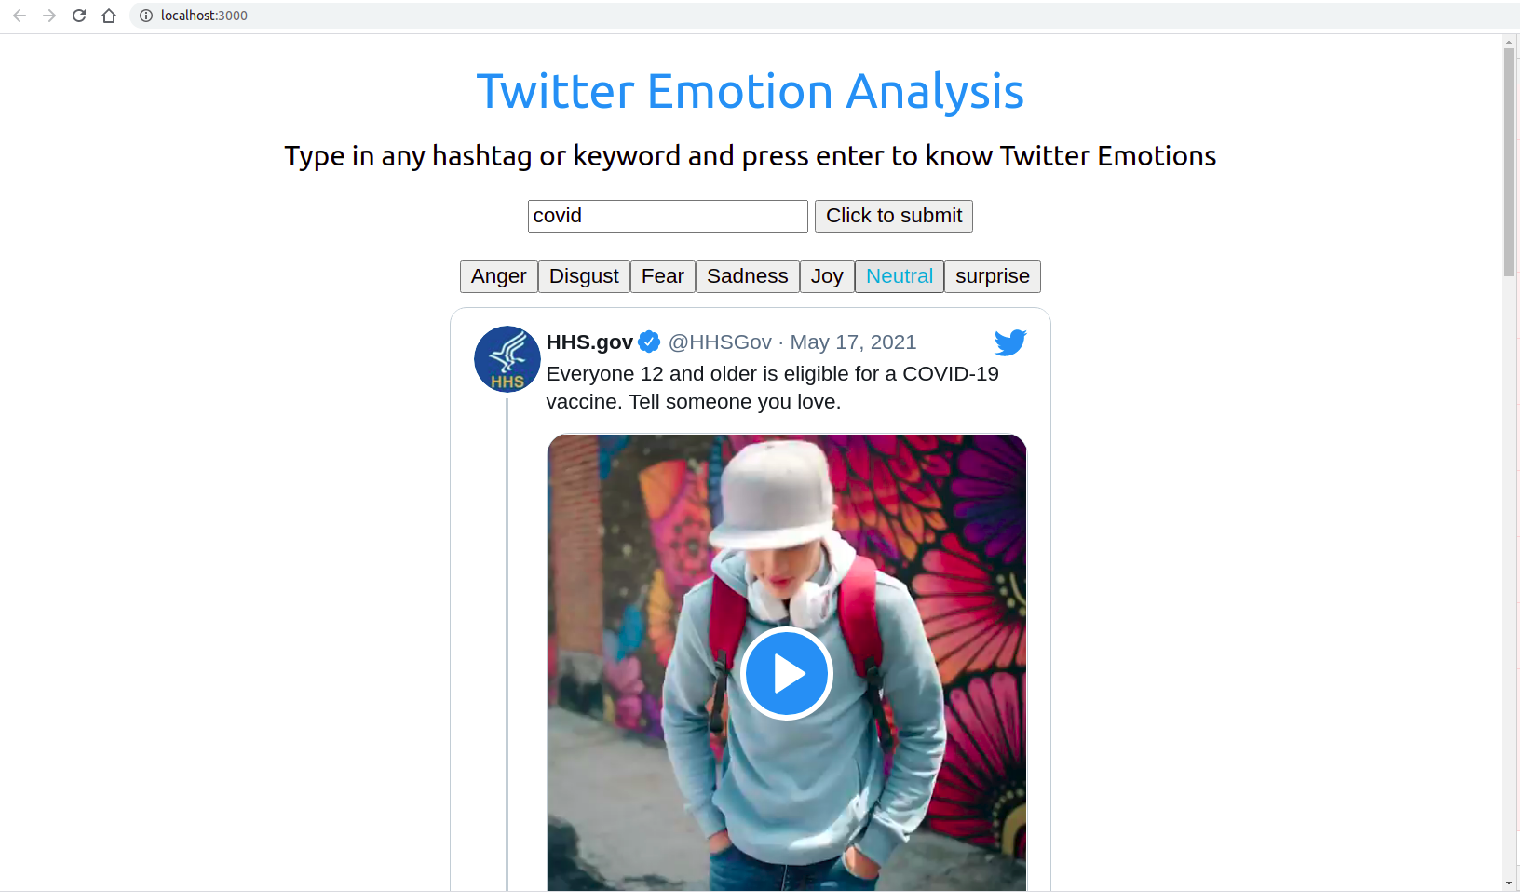 localhost:3000
Twitter Emotion Analysis
Type in any hashtag or keyword and press enter to know Twitter Emotions
covid Click to submit
Anger Disgust Fear Sadness Joy Neutral surprise
HHS.gov @HHSGov · May 17, 2021
HHS
Everyone 12 and older is eligible for a COVID-19
vaccine. Tell someone you love.